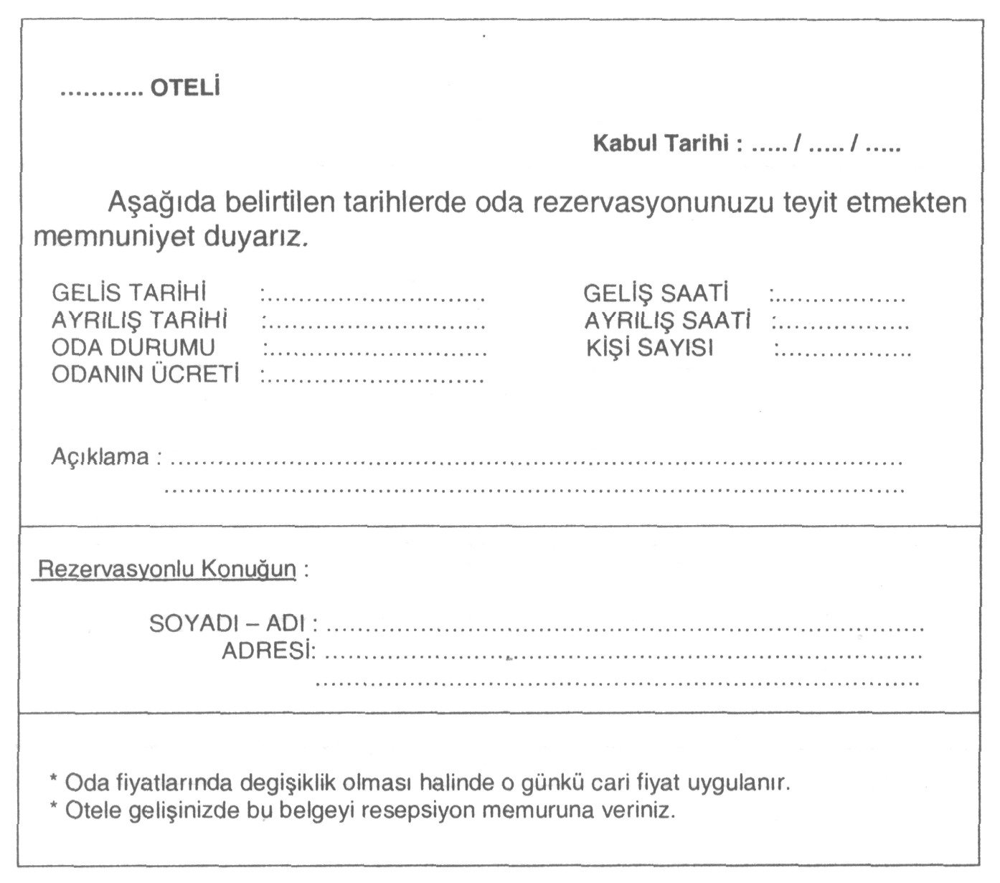 ........... OTELİ
Kabul Tarihi : ..... / ..... / .....
Aşağıda belirtilen tarihlerde oda rezervasyonunuzu teyit etmekten
memnuniyet duyarız.
GELİS TARİHİ :............................ GELİŞ SAATİ :.................
AYRILIŞ TARİHİ :............................ AYRILIŞ SAATİ :.................
ODA DURUMU :............................ KİŞİ SAYISI :.................
ODANIN ÜCRETİ :............................
Açıklama : ..............................................................................................
...............................................................................................
Rezervasyonlu Konuğun :
SOYADI – ADI : .............................................................................
ADRESİ: .............................................................................
..............................................................................
* Oda fiyatlarında degişiklik olması halinde o günkü cari fiyat uygulanır.
* Otele gelişinizde bu belgeyi resepsiyon memuruna veriniz.